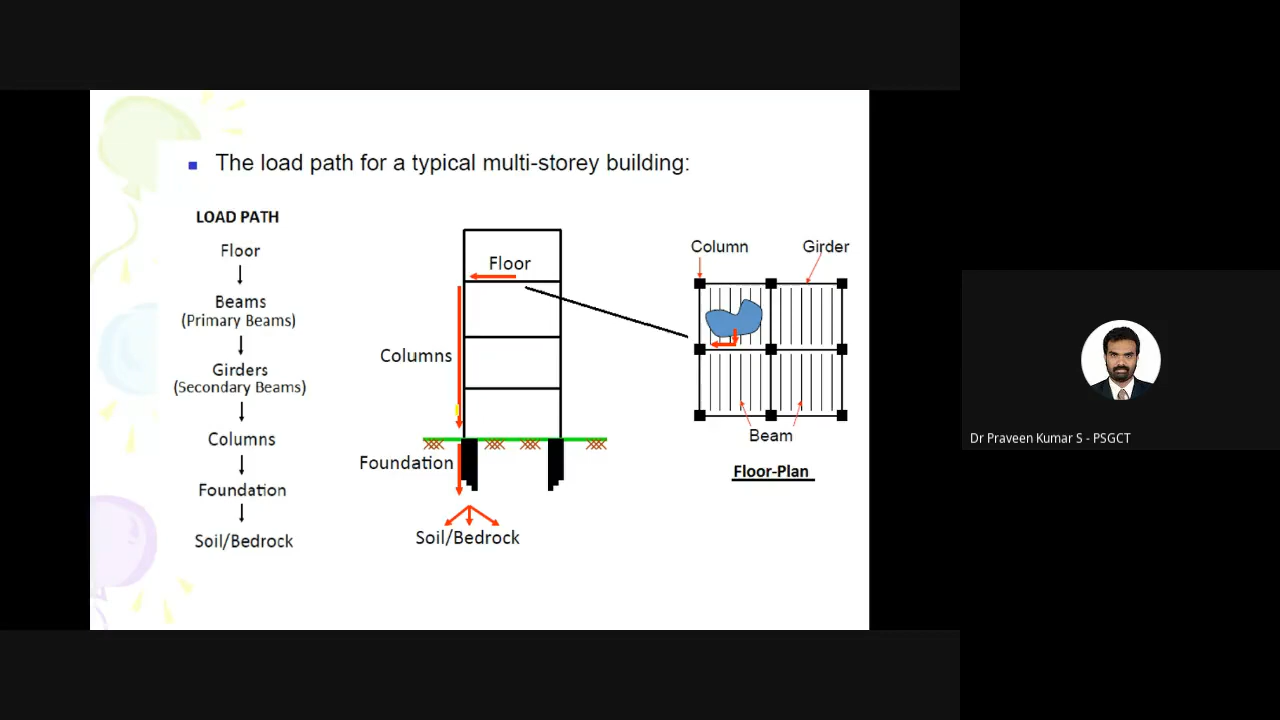 The load path for a typical multi-storey building:
LOAD PATH
Floor
Beams
(Primary Beams)
Girders
(Secondary Beams)
Columns
Foundation
Soil/Bedrock
Floor
Columns
Foundation
Soil/Bedrock
Column
Girder
Beam
Floor-Plan
Dr Praveen Kumar S - PSGCT